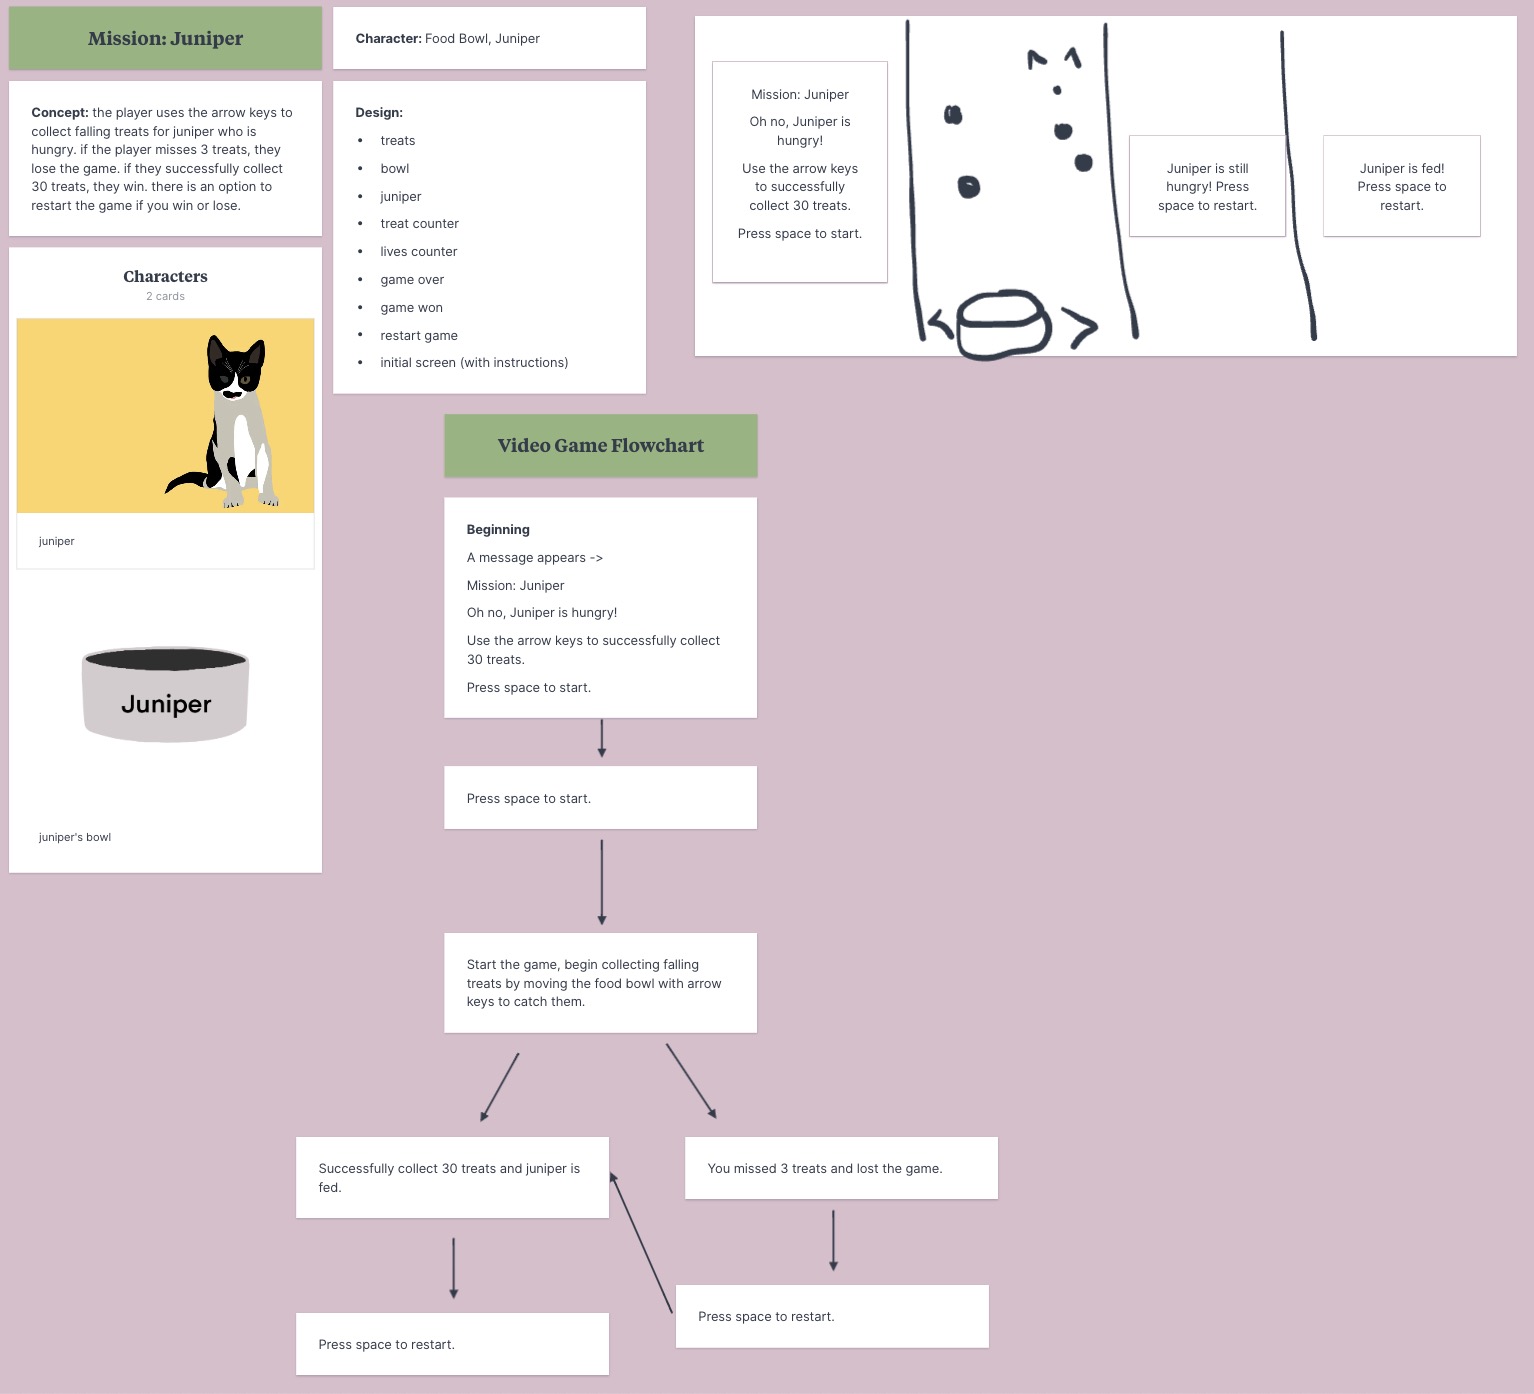 Mission: Juniper
Character: Food Bowl, Juniper
Concept: the player uses the arrow keys to
collect falling treats for juniper who is
hungry. if the player misses 3 treats, they
lose the game. if they successfully collect
30 treats, they win. there is an option to
restart the game if you win or lose.
Design:
• treats
• bowl
• juniper
• treat counter
• lives counter
• game over
• game won
• restart game
• initial screen (with instructions)
Mission: Juniper
Oh no, Juniper is
hungry!
Use the arrow keys
to successfully
collect 30 treats.
Press space to start.
Juniper is still
hungry! Press
space to restart.
Juniper is fed!
Press space to
restart.
Characters
2 cards
juniper
Juniper
juniper's bowl
Video Game Flowchart
Beginning
A message appears ->
Mission: Juniper
Oh no, Juniper is hungry!
Use the arrow keys to successfully collect
30 treats.
Press space to start.
Press space to start.
Start the game, begin collecting falling
treats by moving the food bowl with arrow
keys to catch them.
Successfully collect 30 treats and juniper is
fed.
You missed 3 treats and lost the game.
Press space to restart.
Press space to restart.